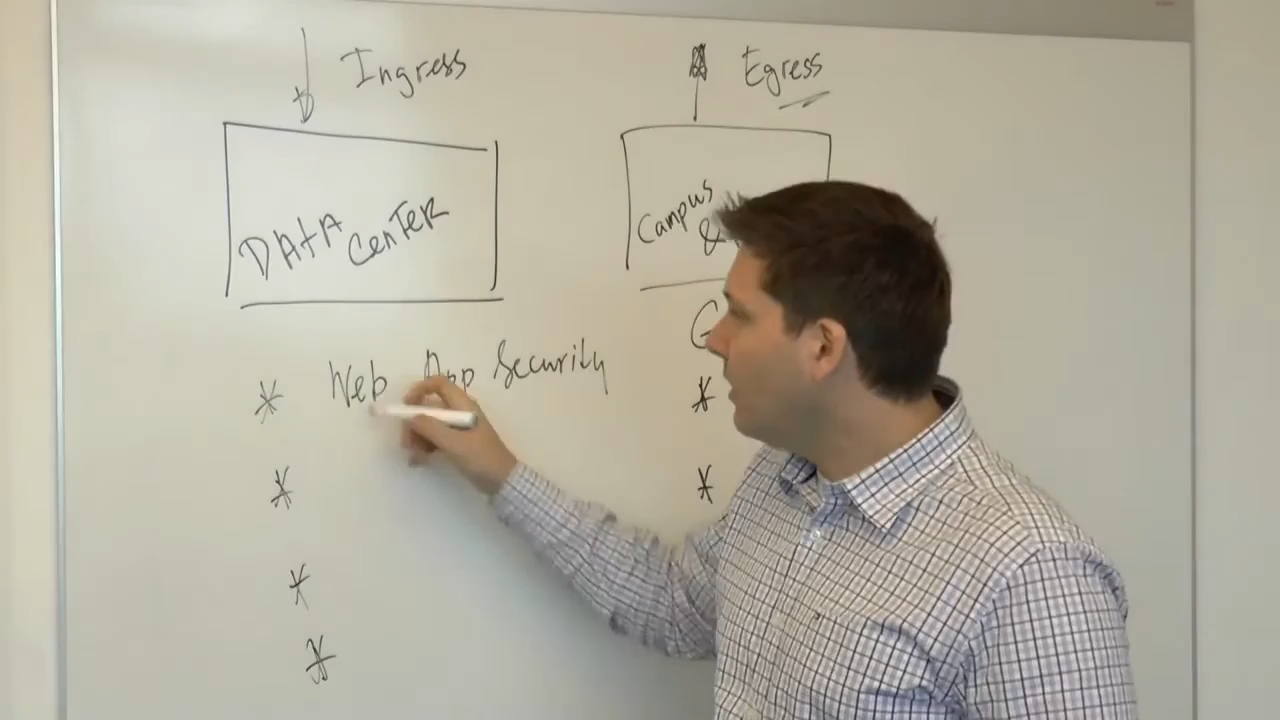 Ingress
Egress
DATA CENTER
Campus
&
* Web App Security
*
*
*
*
*